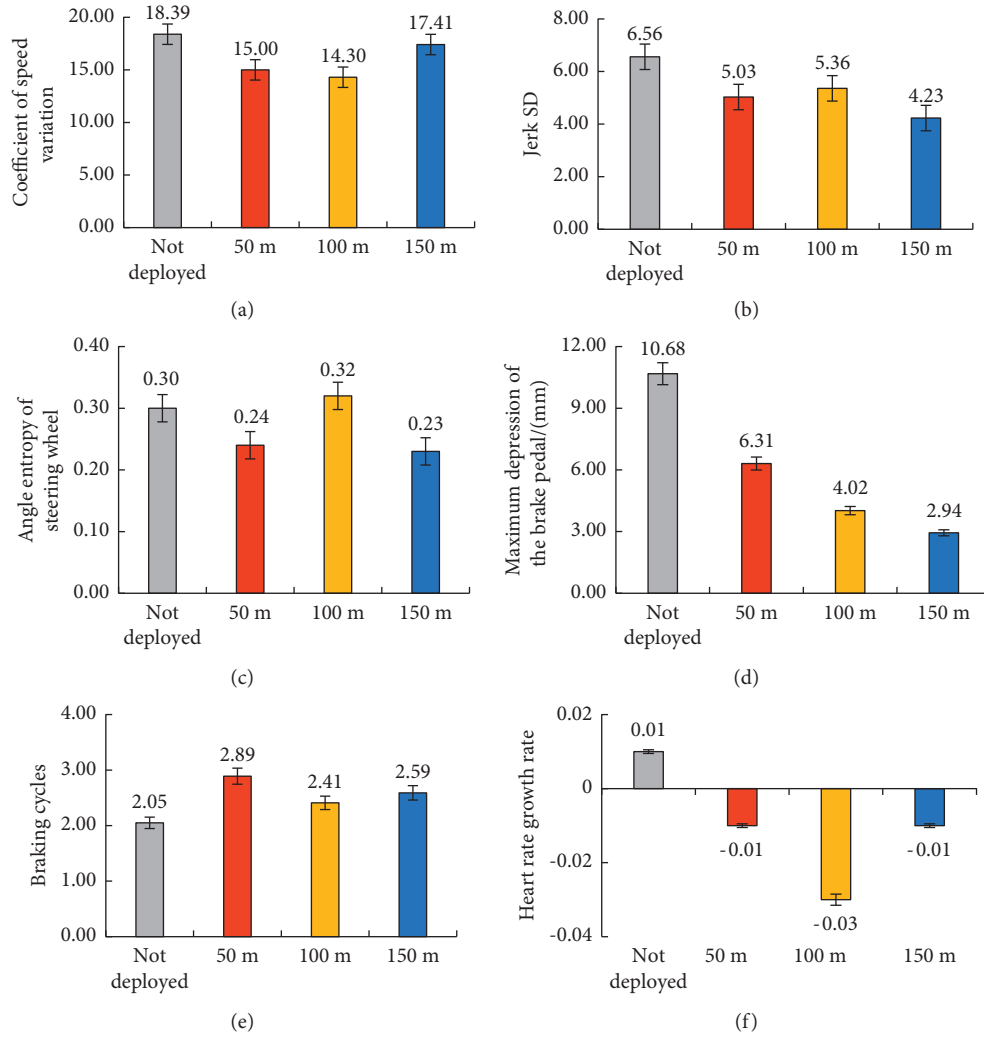 Coefficient of speed
variation
20.00
15.00
10.00
5.00
0.00
18.39
15.00
14.30
17.41
Not
deployed
50 m
100 m
150 m
(a)
Jerk SD
8.00
6.00
4.00
2.00
0.00
6.56
5.03
5.36
4.23
Not
deployed
50 m
100 m
150 m
(b)
Angle entropy of
steering wheel
0.40
0.30
0.20
0.10
0.00
0.30
0.24
0.32
0.23
Not
deployed
50 m
100 m
150 m
(c)
Maximum depression of
the brake pedal/(mm)
12.00
10.00
6.00
3.00
0.00
10.68
6.31
4.02
2.94
Not
deployed
50 m
100 m
150 m
(d)
Braking cycles
4.00
3.00
2.00
1.00
0.00
2.05
2.89
2.41
2.59
Not
deployed
50 m
100 m
150 m
(e)
Heart rate growth rate
0.02
0
-0.02
-0.04
0.01
-0.01
-0.03
-0.01
Not
deployed
50 m
100 m
150 m
(f)